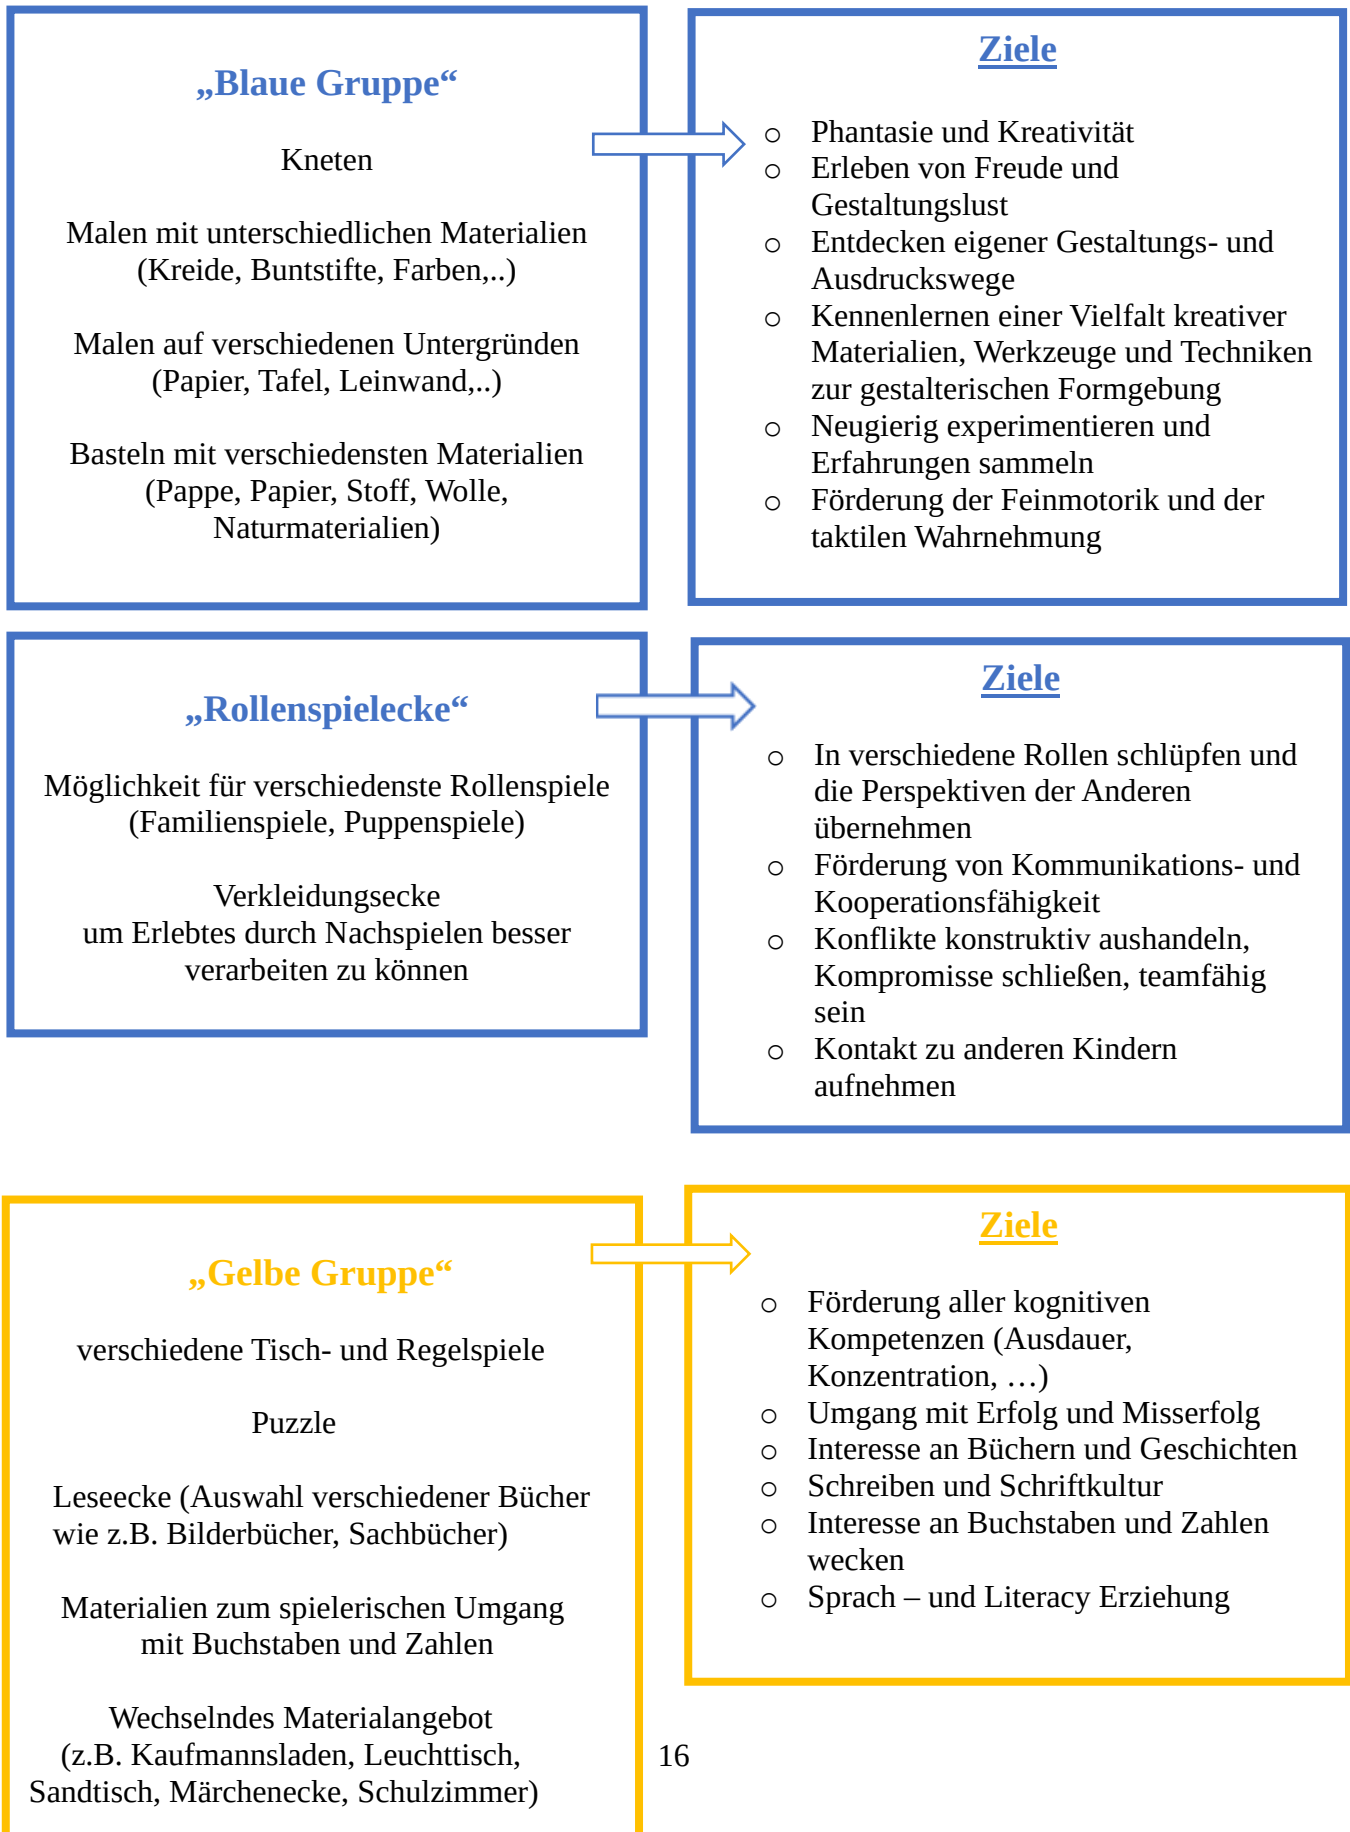 „Blaue Gruppe“
Kneten
Malen mit unterschiedlichen Materialien
(Kreide, Buntstifte, Farben,..)
Malen auf verschiedenen Untergründen
(Papier, Tafel, Leinwand,..)
Basteln mit verschiedensten Materialien
(Pappe, Papier, Stoff, Wolle,
Naturmaterialien)
Ziele
o Phantasie und Kreativität
o Erleben von Freude und
Gestaltungslust
o Entdecken eigener Gestaltungs- und
Ausdruckswege
o Kennenlernen einer Vielfalt kreativer
Materialien, Werkzeuge und Techniken
zur gestalterischen Formgebung
o Neugierig experimentieren und
Erfahrungen sammeln
o Förderung der Feinmotorik und der
taktilen Wahrnehmung
„Rollenspielecke“
Möglichkeit für verschiedenste Rollenspiele
(Familienspiele, Puppenspiele)
Verkleidungsecke
um Erlebtes durch Nachspielen besser
verarbeiten zu können
Ziele
o In verschiedene Rollen schlüpfen und
die Perspektiven der Anderen
übernehmen
o Förderung von Kommunikations- und
Kooperationsfähigkeit
o Konflikte konstruktiv aushandeln,
Kompromisse schließen, teamfähig
sein
o Kontakt zu anderen Kindern
aufnehmen
„Gelbe Gruppe“
verschiedene Tisch- und Regelspiele
Puzzle
Leseecke (Auswahl verschiedener Bücher
wie z.B. Bilderbücher, Sachbücher)
Materialien zum spielerischen Umgang
mit Buchstaben und Zahlen
Wechselndes Materialangebot
(z.B. Kaufmannsladen, Leuchttisch,
Sandtisch, Märchenecke, Schulzimmer)
Ziele
o Förderung aller kognitiven
Kompetenzen (Ausdauer,
Konzentration, …)
o Umgang mit Erfolg und Misserfolg
o Interesse an Büchern und Geschichten
o Schreiben und Schriftkultur
o Interesse an Buchstaben und Zahlen
wecken
o Sprach – und Literacy Erziehung
16